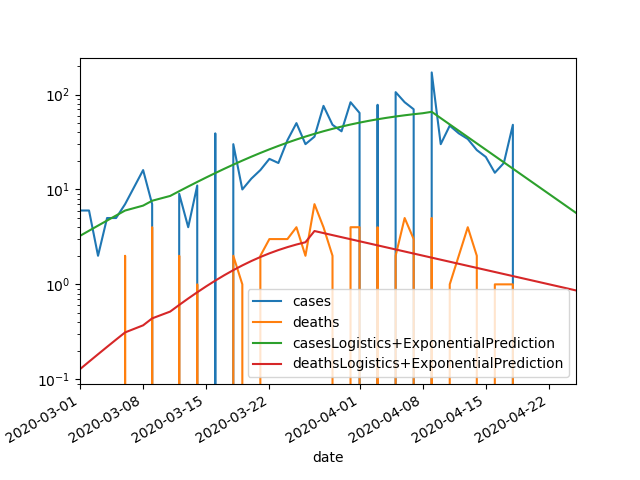 10²
10¹
10⁰
10⁻¹
2020-03-01
2020-03-08
2020-03-15
2020-03-22
2020-04-01
2020-04-08
2020-04-15
2020-04-22
date
cases
deaths
casesLogistics+ExponentialPrediction
deathsLogistics+ExponentialPrediction